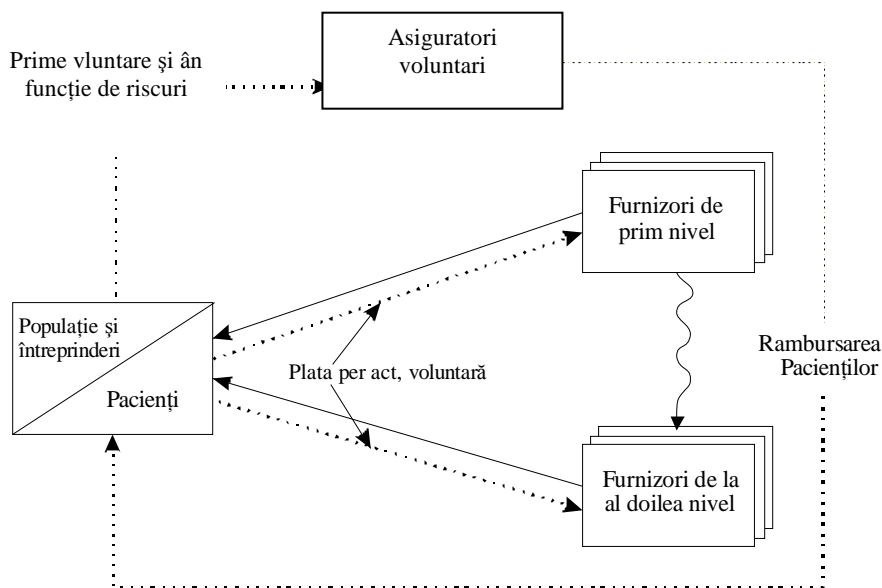 Prime vluntare şi ân
funcţie de riscuri
Asiguratori
voluntari
Furnizori de
prim nivel
Populaţie şi
întreprinderi
Pacienţi
Plata per act, voluntară
Rambursarea
Pacienţilor
Furnizori de la
al doilea nivel